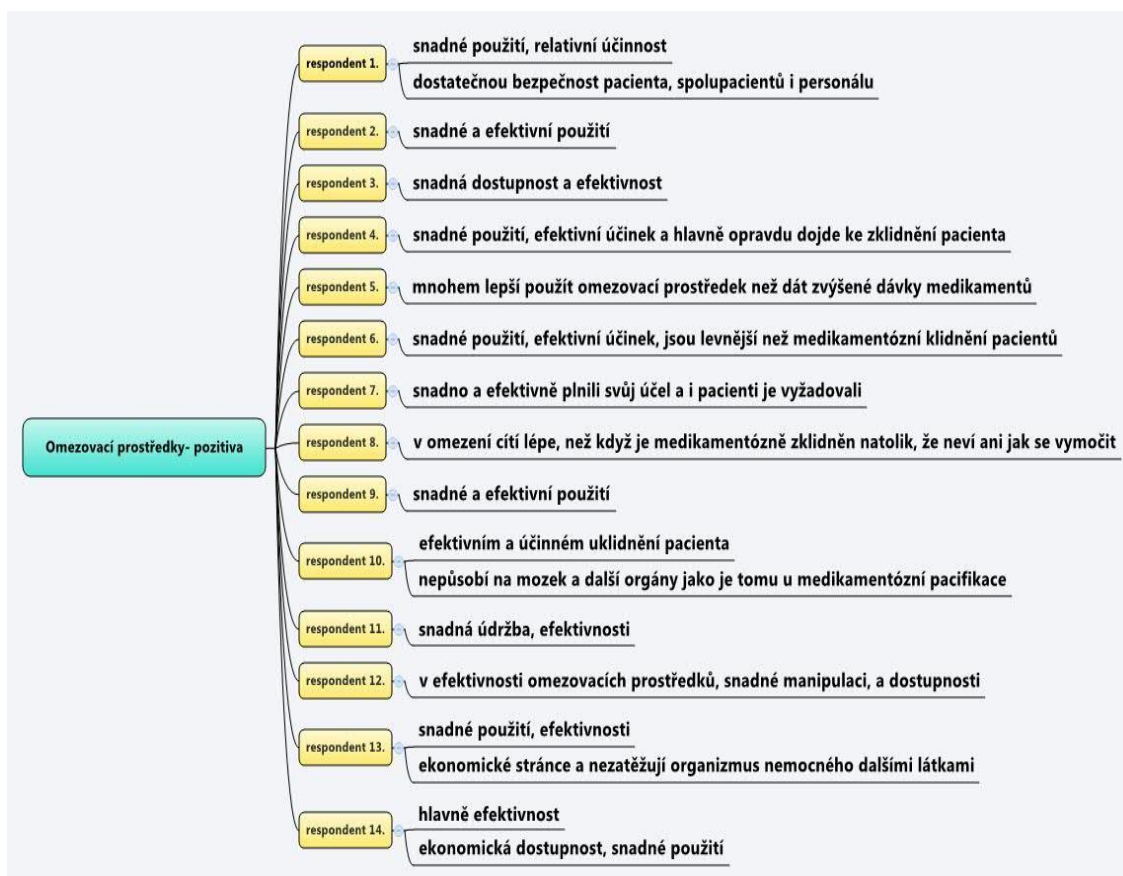 respondent 1.
snadné použití, relativní účinnost
dostatečnou bezpečnost pacienta, spolupacientů i personálu
respondent 2.
snadné a efektivní použití
respondent 3.
snadná dostupnost a efektivnost
respondent 4.
snadné použití, efektivní účinek a hlavně opravdu dojde ke zklidnění pacienta
respondent 5.
mnohem lepší použít omezovací prostředek než dát zvýšené dávky medikamentů
respondent 6.
snadné použití, efektivní účinek, jsou levnější než medikamentózní klidnění pacientů
respondent 7.
snadno a efektivně plnili svůj účel a i pacienti je vyžadovali
Omezovací prostředky- pozitiva
respondent 8.
v omezení cítí lépe, než když je medikamentózně zklidněn natolik, že neví ani jak se vymočit
respondent 9.
snadné a efektivní použití
respondent 10.
efektivním a účinném uklidnění pacienta
nepůsobí na mozek a další orgány jako je tomu u medikamentózní pacifikace
respondent 11.
snadná údržba, efektivnosti
respondent 12.
v efektivnosti omezovacích prostředků, snadné manipulaci, a dostupnosti
respondent 13.
snadné použití, efektivnosti
ekonomické stránce a nezatěžují organizmus nemocného dalšími látkami
respondent 14.
hlavně efektivnost
ekonomická dostupnost, snadné použití